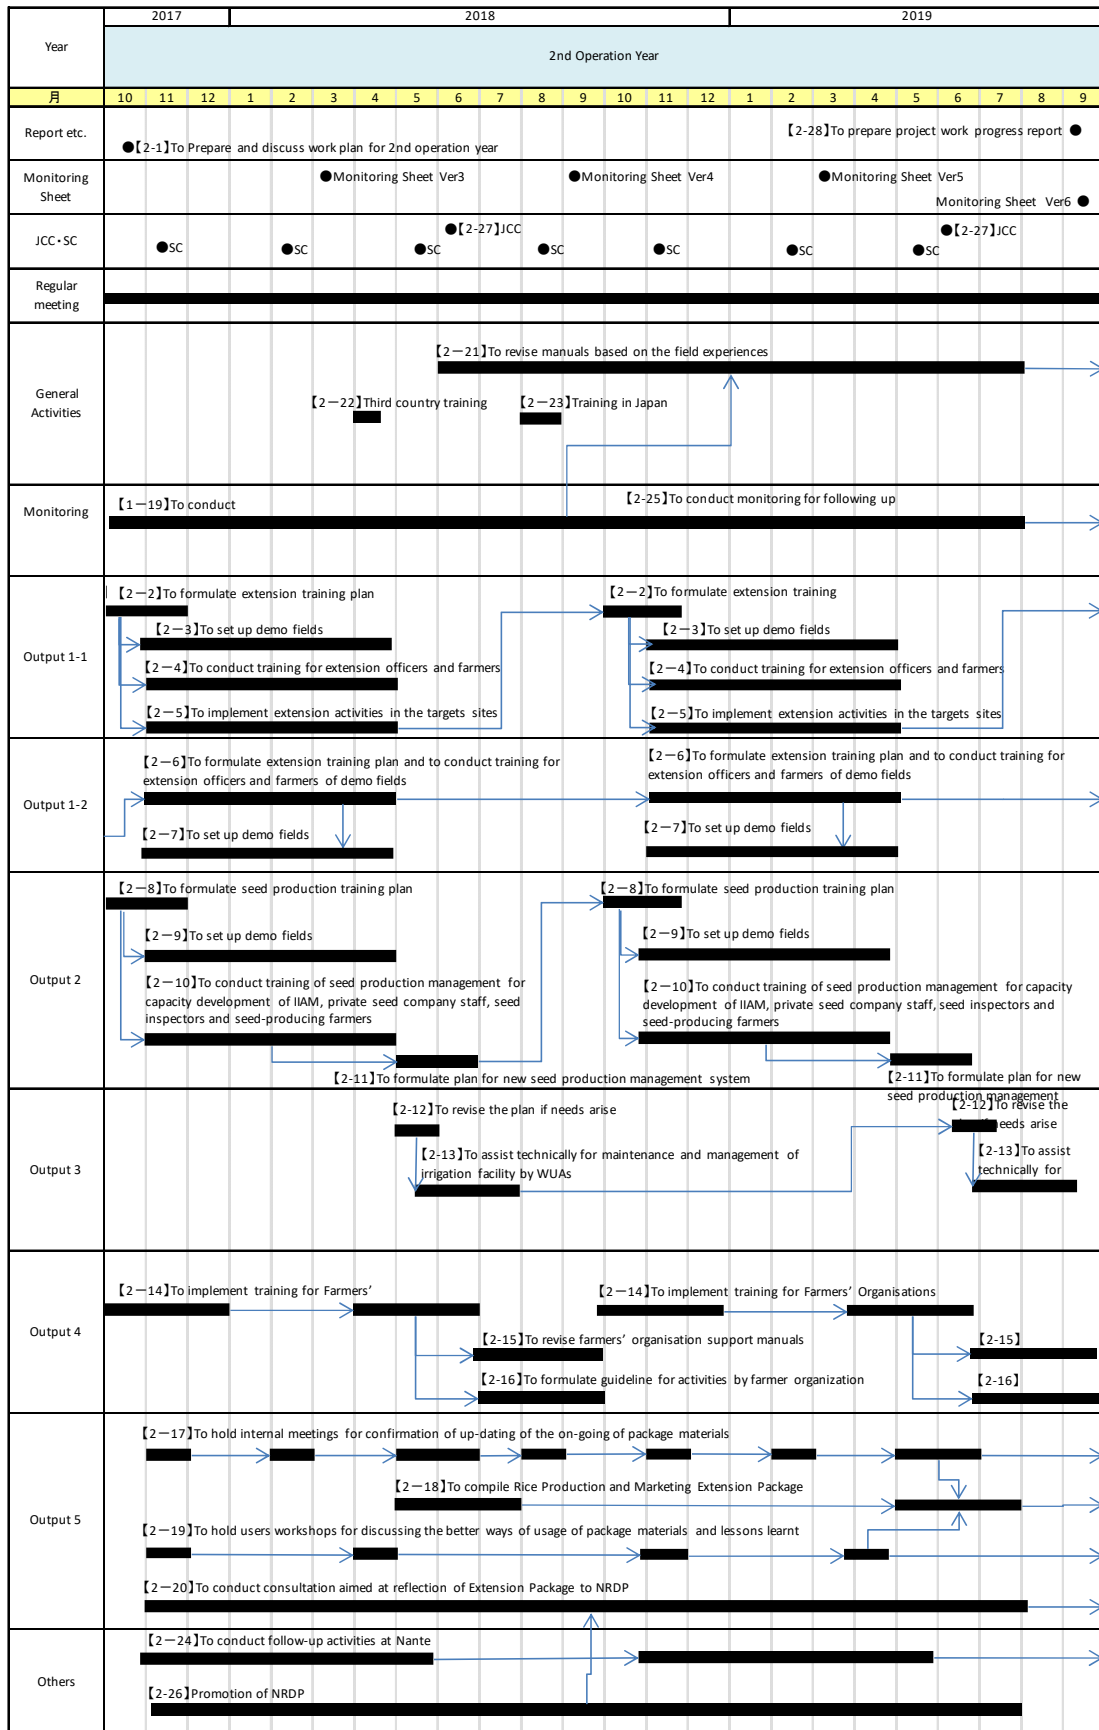 2017
2018
2019
Year
2nd Operation Year
月
10
11
12
1
2
3
4
5
6
7
8
9
10
11
12
1
2
3
4
5
6
7
8
9
Report etc.
【2-28】To prepare project work progress report ●
●【2-1】To Prepare and discuss work plan for 2nd operation year
Monitoring
Sheet
●Monitoring Sheet Ver3
●Monitoring Sheet Ver4
●Monitoring Sheet Ver5
Monitoring Sheet Ver6 ●
JCC・SC
●【2-27】JCC
●【2-27】JCC
●SC
●SC
●SC
●SC
●SC
●SC
●SC
Regular
meeting
General
Activities
【2－21】To revise manuals based on the field experiences
【2－22】Third country training
【2－23】Training in Japan
Monitoring
【1－19】To conduct
【2-25】To conduct monitoring for following up
Output 1-1
【2－2】To formulate extension training plan
【2－2】To formulate extension training
【2－3】To set up demo fields
【2－3】To set up demo fields
【2－4】To conduct training for extension officers and farmers
【2－4】To conduct training for extension officers and farmers
【2－5】To implement extension activities in the targets sites
【2－5】To implement extension activities in the targets sites
Output 1-2
【2－6】To formulate extension training plan and to conduct training for
extension officers and farmers of demo fields
【2－6】To formulate extension training plan and to conduct training for
extension officers and farmers of demo fields
【2－7】To set up demo fields
【2－7】To set up demo fields
Output 2
【2－8】To formulate seed production training plan
【2－8】To formulate seed production training plan
【2－9】To set up demo fields
【2－9】To set up demo fields
【2－10】To conduct training of seed production management for
capacity development of IIAM, private seed company staff, seed
inspectors and seed-producing farmers
【2－10】To conduct training of seed production management for capacity
development of IIAM, private seed company staff, seed inspectors and
seed-producing farmers
【2-11】To formulate plan for new seed production management system
【2-11】To formulate plan for new
seed production management
Output 3
【2-12】To revise the plan if needs arise
【2-12】To revise the
needs arise
【2-13】To assist technically for maintenance and management of
irrigation facility by WUAs
【2-13】To assist
technically for
Output 4
【2－14】To implement training for Farmers’
【2－14】To implement training for Farmers’ Organisations
【2-15】To revise farmers’ organisation support manuals
【2-15】
【2-16】To formulate guideline for activities by farmer organization
【2-16】
Output 5
【2－17】To hold internal meetings for confirmation of up-dating of the on-going of package materials
【2－18】To compile Rice Production and Marketing Extension Package
【2－19】To hold users workshops for discussing the better ways of usage of package materials and lessons learnt
【2－20】To conduct consultation aimed at reflection of Extension Package to NRDP
Others
【2－24】To conduct follow-up activities at Nante
【2-26】Promotion of NRDP